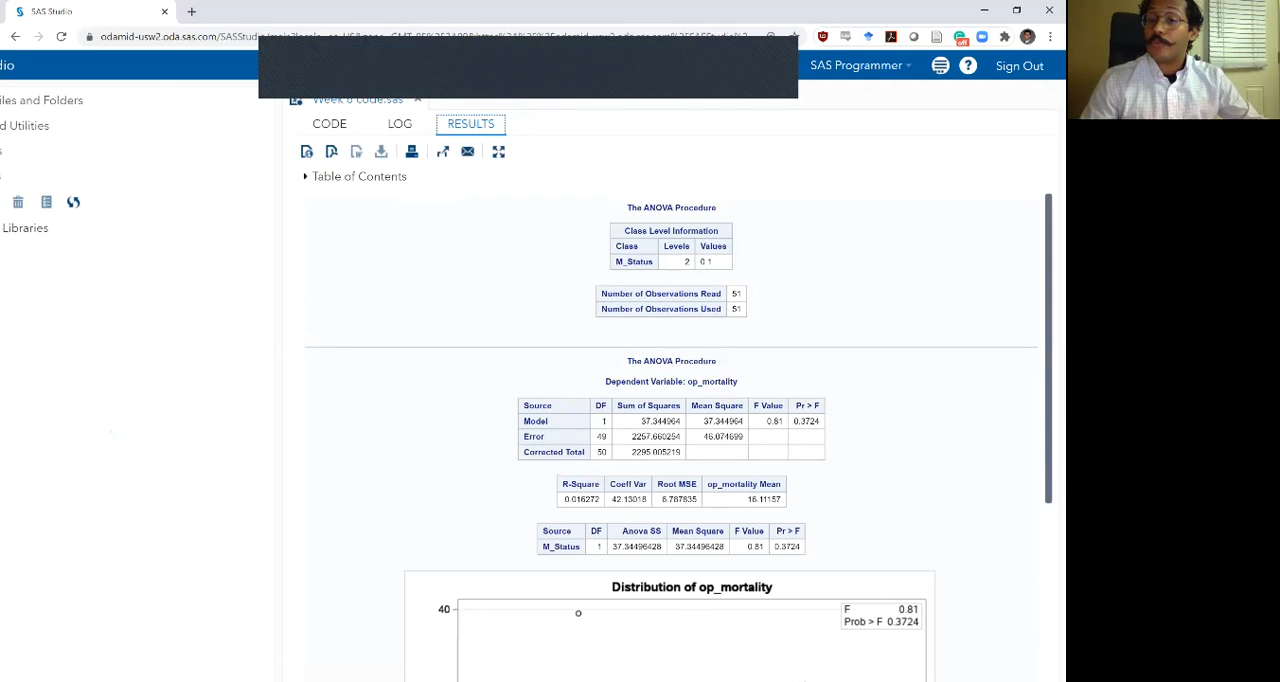 SAS Studio
odamid-usw2.oda.sas.com/SASStudio
dio
SAS Programmer
Sign Out
iles and Folders
d Utilities
s
s
Libraries
Week 6 code.sas
CODE LOG RESULTS
Table of Contents
The ANOVA Procedure
Class Level Information
Class Levels Values
M_Status 2 0 1
Number of Observations Read 51
Number of Observations Used 51
The ANOVA Procedure
Dependent Variable: op_mortality
Source DF Sum of Squares Mean Square F Value Pr > F
Model 1 37.344964 37.344964 0.81 0.3724
Error 49 2257.660254 46.074699
Corrected Total 50 2295.005219
R-Square Coeff Var Root MSE op_mortality Mean
0.016272 42.13018 6.787835 16.11157
Source DF Anova SS Mean Square F Value Pr > F
M_Status 1 37.34496428 37.34496428 0.81 0.3724
Distribution of op_mortality
40
F 0.81
Prob > F 0.3724